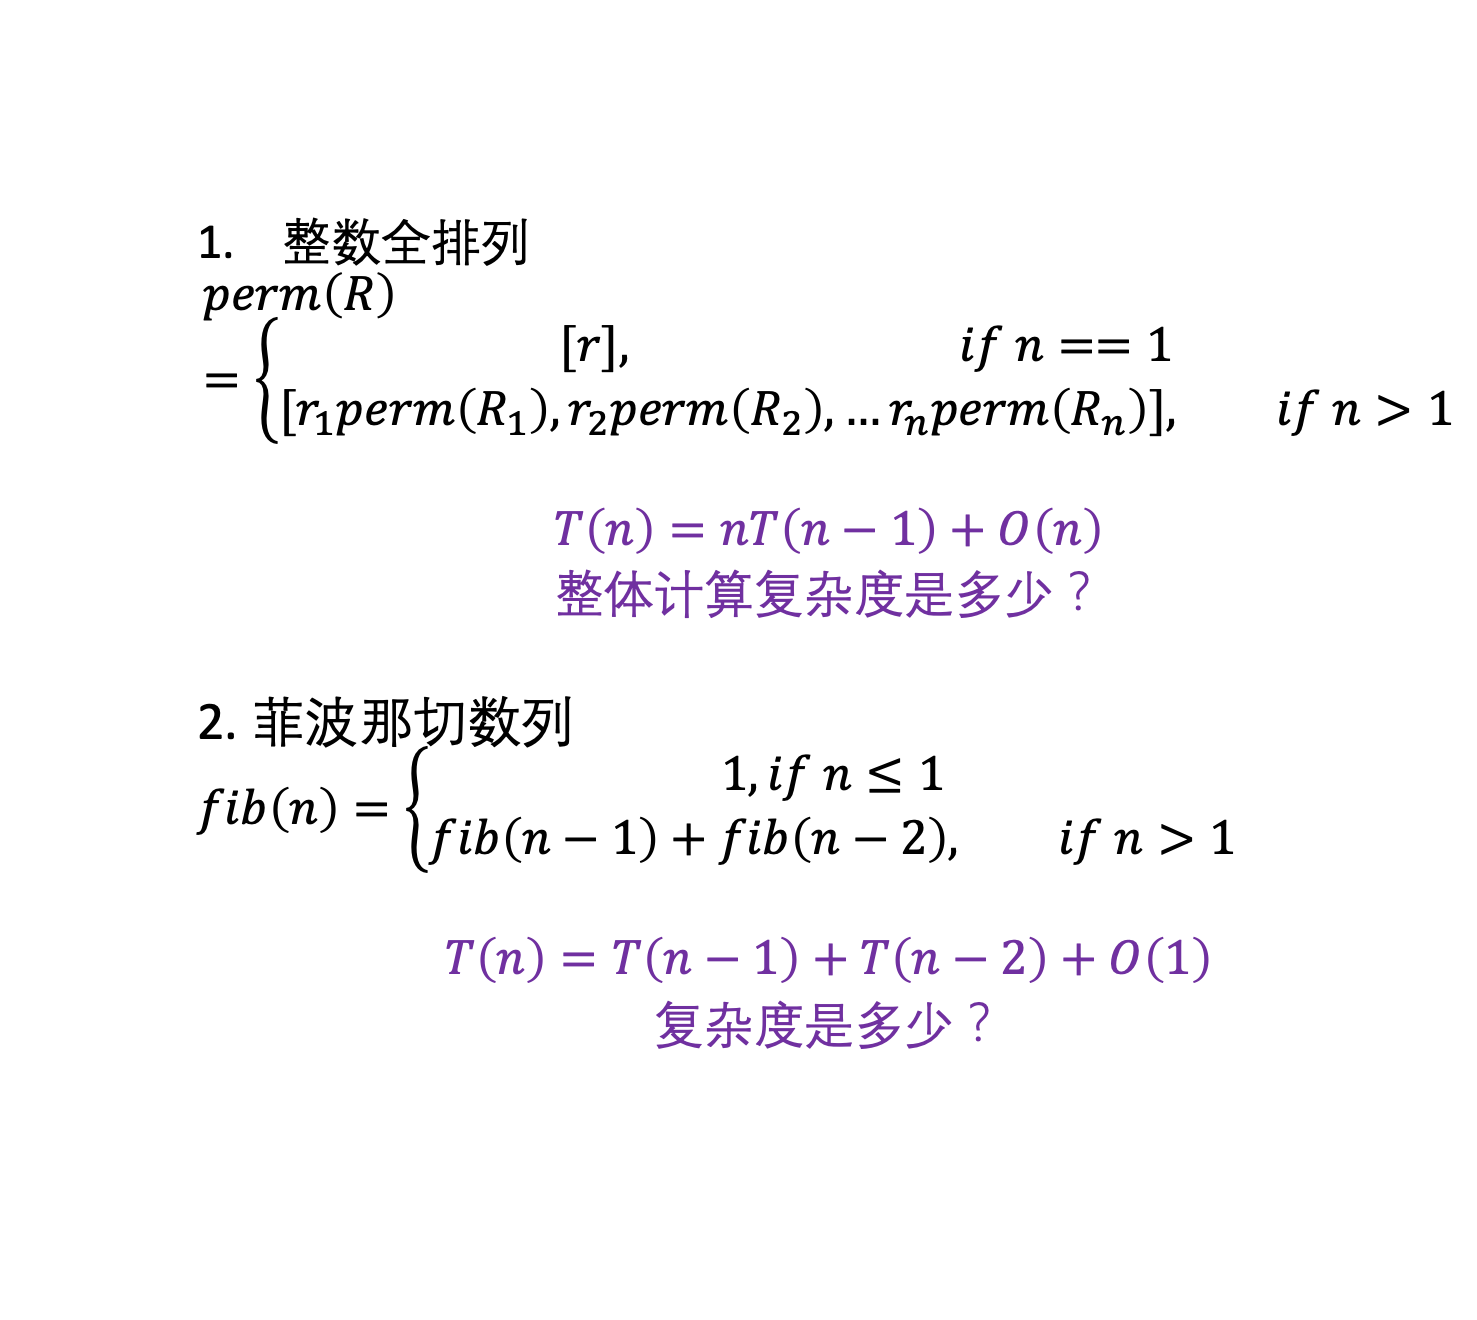 1. 整数全排列
perm(R)
= { [r], if n == 1
[r₁perm(R₁), r₂perm(R₂), … rₙperm(Rₙ)], if n > 1
T(n) = nT(n − 1) + O(n)
整体计算复杂度是多少？
2. 菲波那切数列
fib(n) = { 1, if n ≤ 1
fib(n − 1) + fib(n − 2), if n > 1
T(n) = T(n − 1) + T(n − 2) + O(1)
复杂度是多少？